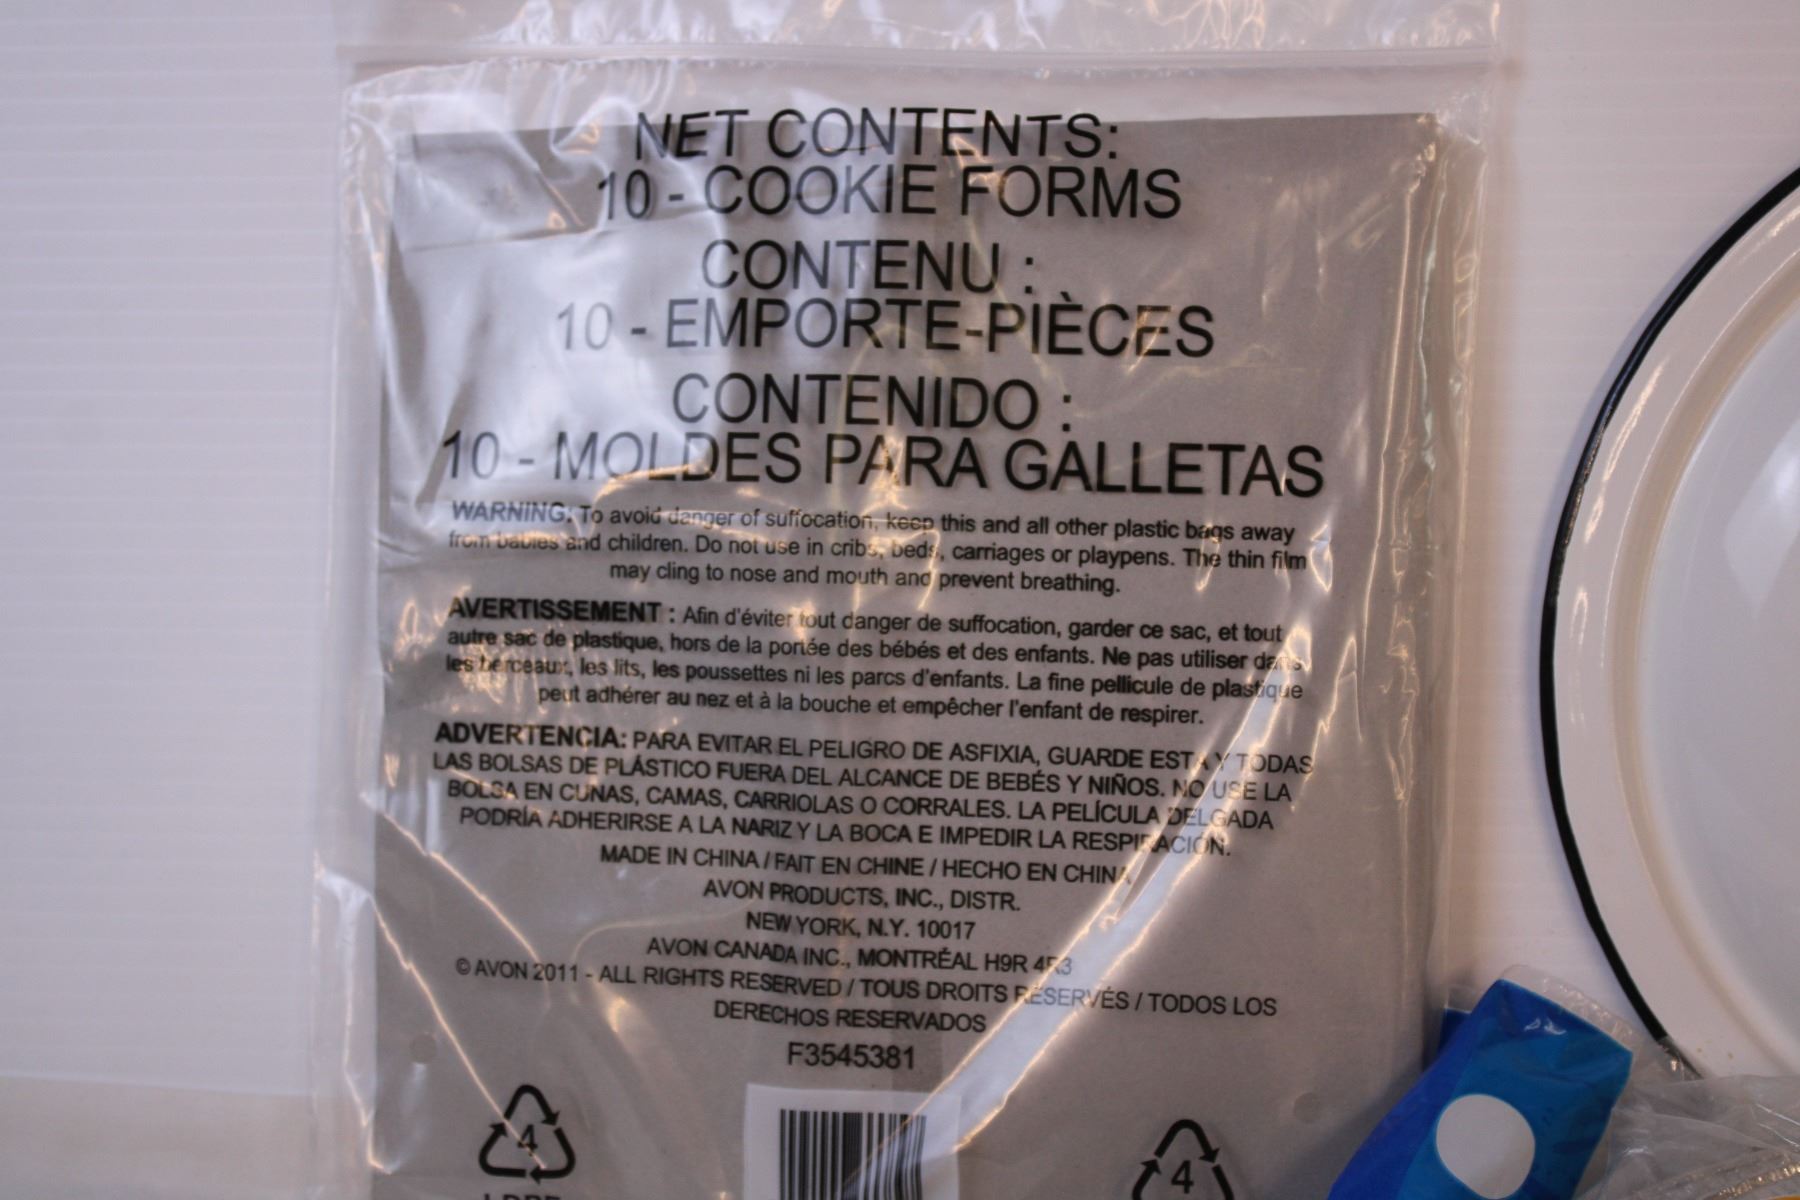 NET CONTENTS:
10 - COOKIE FORMS
CONTENU :
10 - EMPORTE-PIÈCES
CONTENIDO :
10 - MOLDES PARA GALLETAS
WARNING: To avoid danger of suffocation, keep this and all other plastic bags away
from babies and children. Do not use in cribs, beds, carriages or playpens. The thin film
may cling to nose and mouth and prevent breathing.
AVERTISSEMENT : Afin d'éviter tout danger de suffocation, garder ce sac, et tout
autre sac de plastique, hors de la portée des bébés et des enfants. Ne pas utiliser dans
les berceaux, les lits, les poussettes ni les parcs d'enfants. La fine pellicule de plastique
peut adhérer au nez et à la bouche et empêcher l'enfant de respirer.
ADVERTENCIA: PARA EVITAR EL PELIGRO DE ASFIXIA, GUARDE ESTA Y TODAS
LAS BOLSAS DE PLÁSTICO FUERA DEL ALCANCE DE BEBÉS Y NIÑOS. NO USE LA
BOLSA EN CUNAS, CAMAS, CARRIOLAS O CORRALES. LA PELÍCULA DELGADA
PODRÍA ADHERIRSE A LA NARIZ Y LA BOCA E IMPEDIR LA RESPIRACIÓN.
MADE IN CHINA / FAIT EN CHINE / HECHO EN CHINA
AVON PRODUCTS, INC., DISTR.
NEW YORK, N.Y. 10017
AVON CANADA INC., MONTRÉAL H9R 4R3
© AVON 2011 - ALL RIGHTS RESERVED / TOUS DROITS RÉSERVÉS / TODOS LOS
DERECHOS RESERVADOS
F3545381
4
4